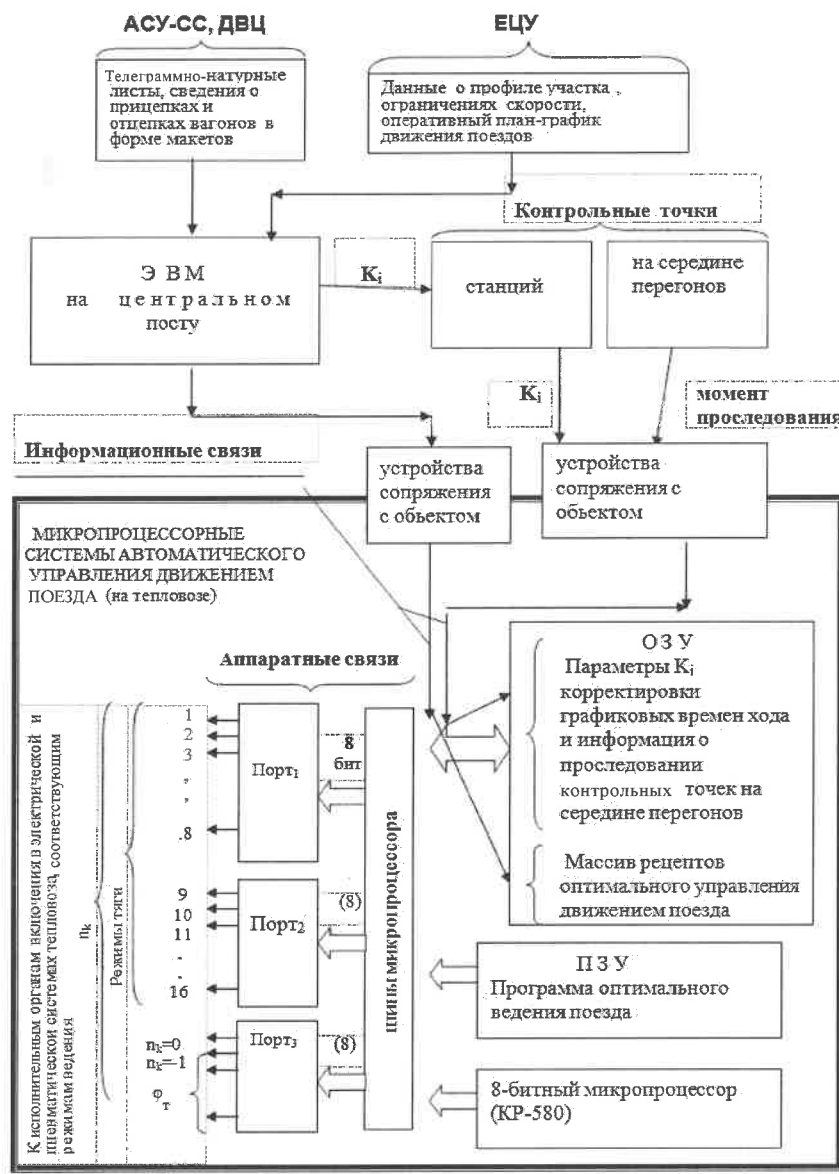 АСУ-СС, ДВЦ
ЕЦУ
Телеграммно-натурные
листы, сведения о
прицепках и
отцепках вагонов в
форме макетов
Данные о профиле участка ,
ограничениях скорости,
оперативный план-график
движения поездов
Контрольные точки
Э ВМ
на центральном
посту
Ki
станций
на середине
перегонов
Ki
момент
проследования
Информационные связи
устройства
сопряжения
с обьектом
устройства
сопряжения с
обьектом
МИКРОПРОЦЕССОРНЫЕ
СИСТЕМЫ АВТОМАТИЧЕСКОГО
УПРАВЛЕНИЯ ДВИЖЕНИЕМ
ПОЕЗДА (на тепловозе)
Аппаратные связи
ОЗУ
Параметры Ki
корректировки
графиковых времен хода
и информация о
проследовании
контрольных точек на
середине перегонов
Массив рецептов
оптимального управления
движением поезда
К исполнительным органам включения в электрической и
пневматической системах тепловоза, соответствующим
режимам ведения
nk
Режимы тяги
1
2
3
,
,
.8
Порт1
8
бит
шины микропроцессора
9
10
11
.
.
16
Порт2
(8)
ПЗУ
Программа оптимального
ведения поезда
nk=0
nk=-1
φт
Порт3
(8)
8-битный микропроцессор
(КР-580)